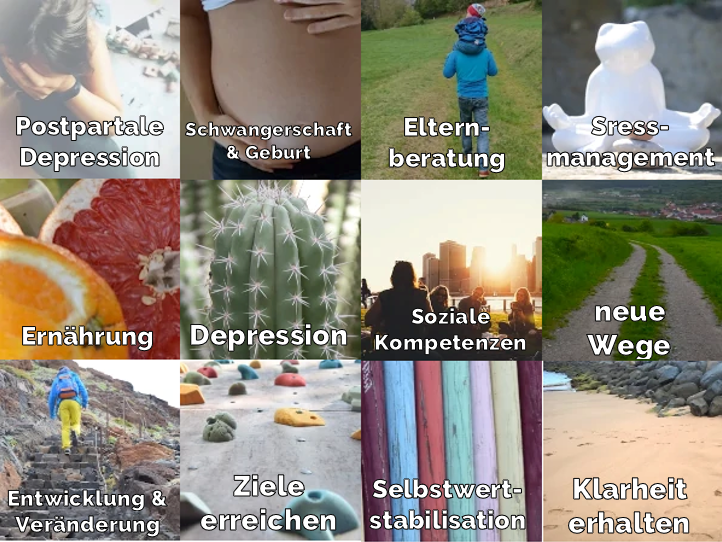 Postpartale
Depression
Schwangerschaft
& Geburt
Eltern-
beratung
Sress-
management
Ernährung
Depression
Soziale
Kompetenzen
neue
Wege
Entwicklung &
Veränderung
Ziele
erreichen
Selbstwert-
stabilisation
Klarheit
erhalten